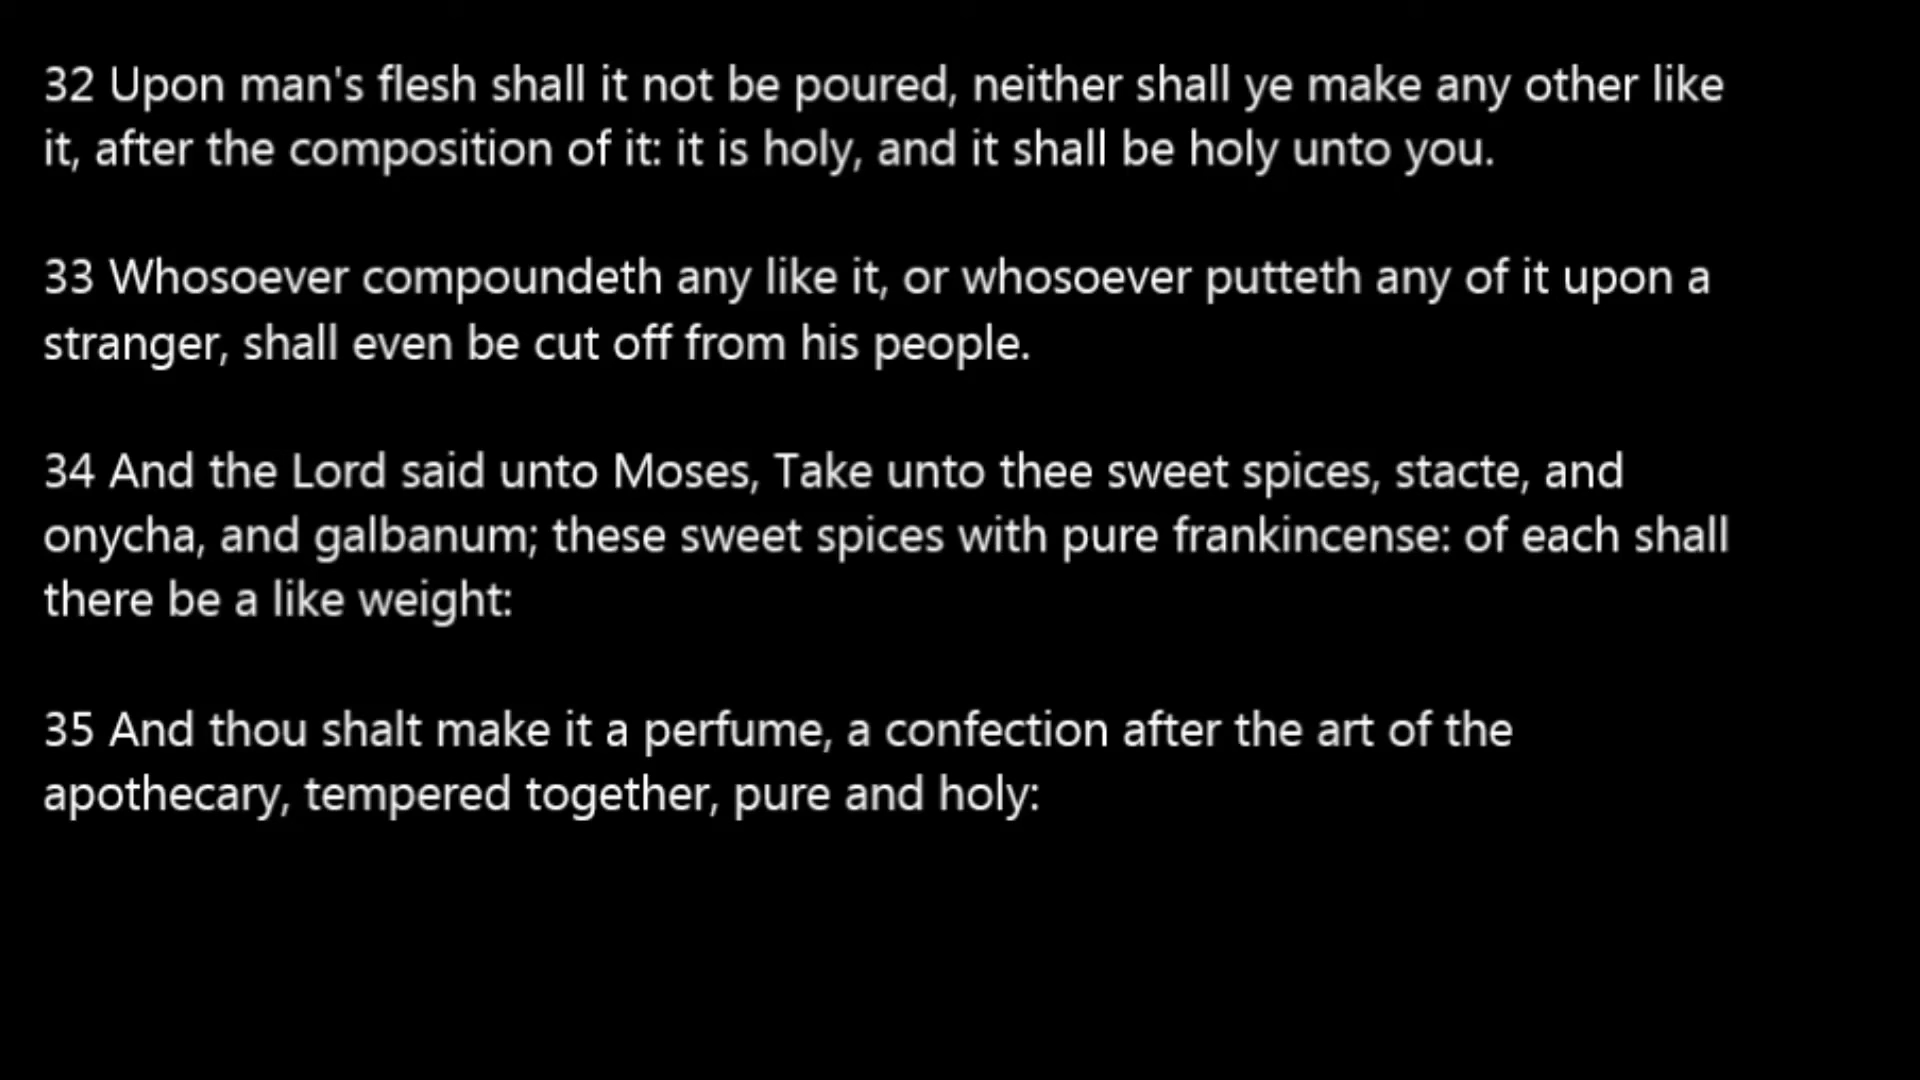 32 Upon man's flesh shall it not be poured, neither shall ye make any other like
it, after the composition of it: it is holy, and it shall be holy unto you.
33 Whosoever compoundeth any like it, or whosoever putteth any of it upon a
stranger, shall even be cut off from his people.
34 And the Lord said unto Moses, Take unto thee sweet spices, stacte, and
onycha, and galbanum; these sweet spices with pure frankincense: of each shall
there be a like weight:
35 And thou shalt make it a perfume, a confection after the art of the
apothecary, tempered together, pure and holy: